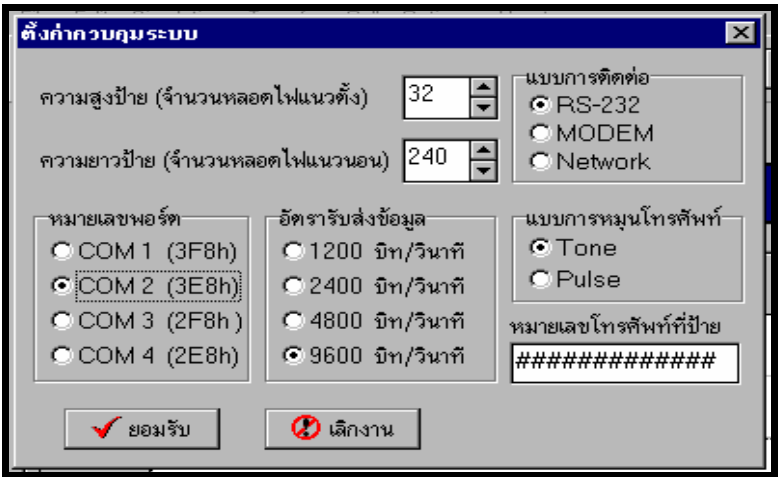 ตั้งค่าควบคุมระบบ
ความสูงป้าย (จำนวนหลอดไฟแนวตั้ง)
32
ความยาวป้าย (จำนวนหลอดไฟแนวนอน)
240
แบบการติดต่อ
RS-232
MODEM
Network
หมายเลขพอร์ต
COM 1 (3F8h)
COM 2 (3E8h)
COM 3 (2F8h )
COM 4 (2E8h)
อัตรารับส่งข้อมูล
1200 บิท/วินาที
2400 บิท/วินาที
4800 บิท/วินาที
9600 บิท/วินาที
แบบการหมุนโทรศัพท์
Tone
Pulse
หมายเลขโทรศัพท์ที่ป้าย
#############
ยอมรับ
เลิกงาน